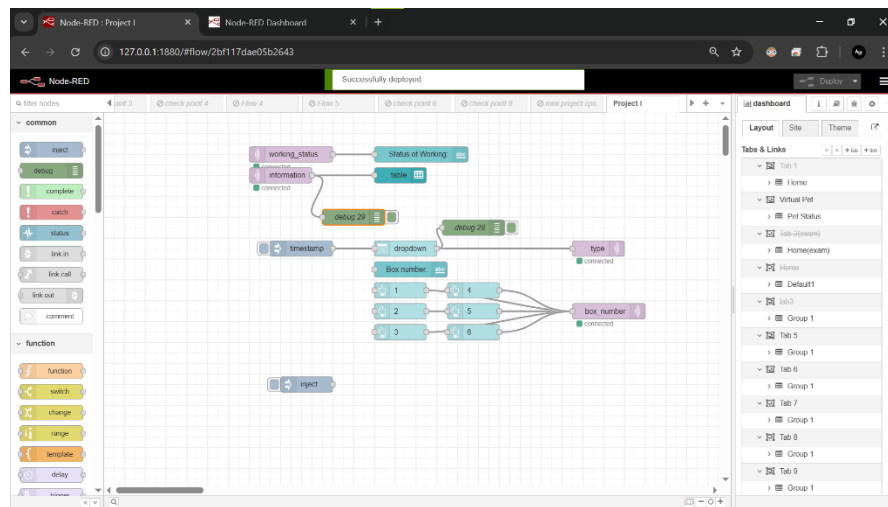 Node-RED : Project I
Node-RED Dashboard
127.0.0.1:1880/#flow/2bf117dae05b2643
Node-RED
Successfully deployed
Deploy
filter nodes
check point 4
Flow 4
Flow 5
check point 6
check point 8
mini project cps
Project I
dashboard
common
inject
debug
complete
catch
status
link in
link call
link out
comment
function
function
switch
change
range
template
delay
trigger
working_status
connected
Status of Working:
abc
information
connected
table
debug 29
debug 28
timestamp
dropdown
type
connected
Box number:
abc
1
4
2
5
box_number
connected
3
6
inject
Layout
Site
Theme
Tabs & Links
+ tab
+ link
Tab 1
Home
Virtual Pet
Pet Status
Tab 2(exam)
Home(exam)
Home
Default1
lab3
Group 1
Tab 5
Group 1
Tab 6
Group 1
Tab 7
Group 1
Tab 8
Group 1
Tab 9
Group 1